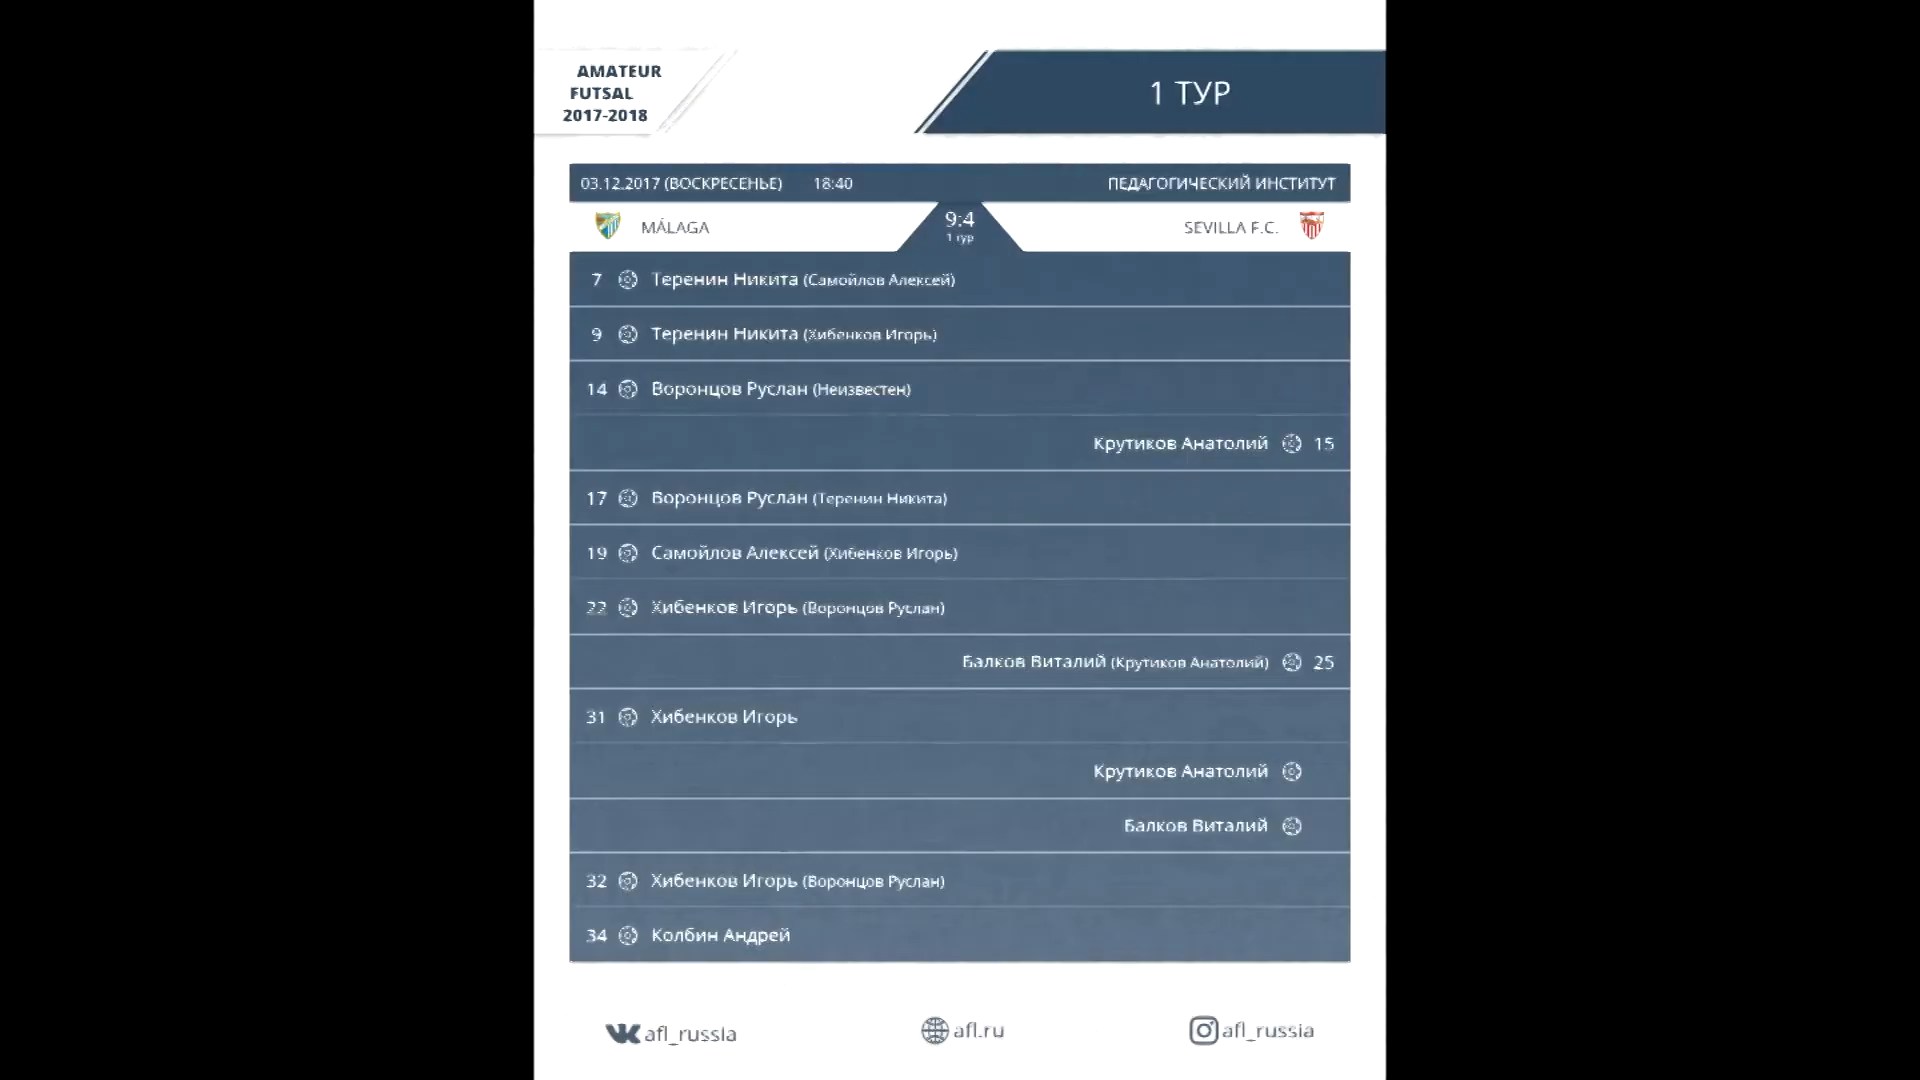 AMATEUR
FUTSAL
2017-2018
1 ТУР
03.12.2017 (ВОСКРЕСЕНЬЕ) 18:40 ПЕДАГОГИЧЕСКИЙ ИНСТИТУТ
MÁLAGA 9:4 SEVILLA F.C.
1 тур
7 Теренин Никита (Самойлов Алексей)
9 Теренин Никита (Хибенков Игорь)
14 Воронцов Руслан (Неизвестен)
Крутиков Анатолий 15
17 Воронцов Руслан (Теренин Никита)
19 Самойлов Алексей (Хибенков Игорь)
22 Хибенков Игорь (Воронцов Руслан)
Балков Виталий (Крутиков Анатолий) 25
31 Хибенков Игорь
Крутиков Анатолий
Балков Виталий
32 Хибенков Игорь (Воронцов Руслан)
34 Колбин Андрей
afl_russia afl.ru afl_russia